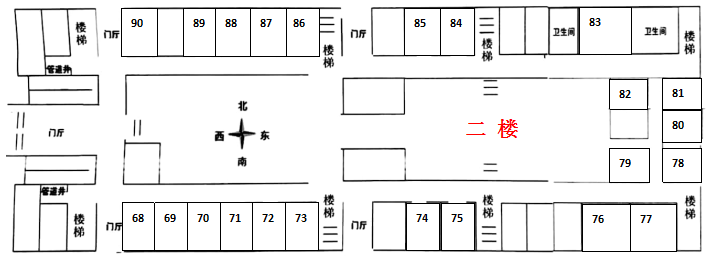 楼梯 门厅 90 89 88 87 86 楼梯 门厅 85 84 楼梯 卫生间 83 卫生间 楼梯
管道井
82 81
北
门厅 西 东 二 楼 80
南
79 78
管道井
楼梯 门厅 68 69 70 71 72 73 楼梯 门厅 74 75 楼梯 76 77 楼梯